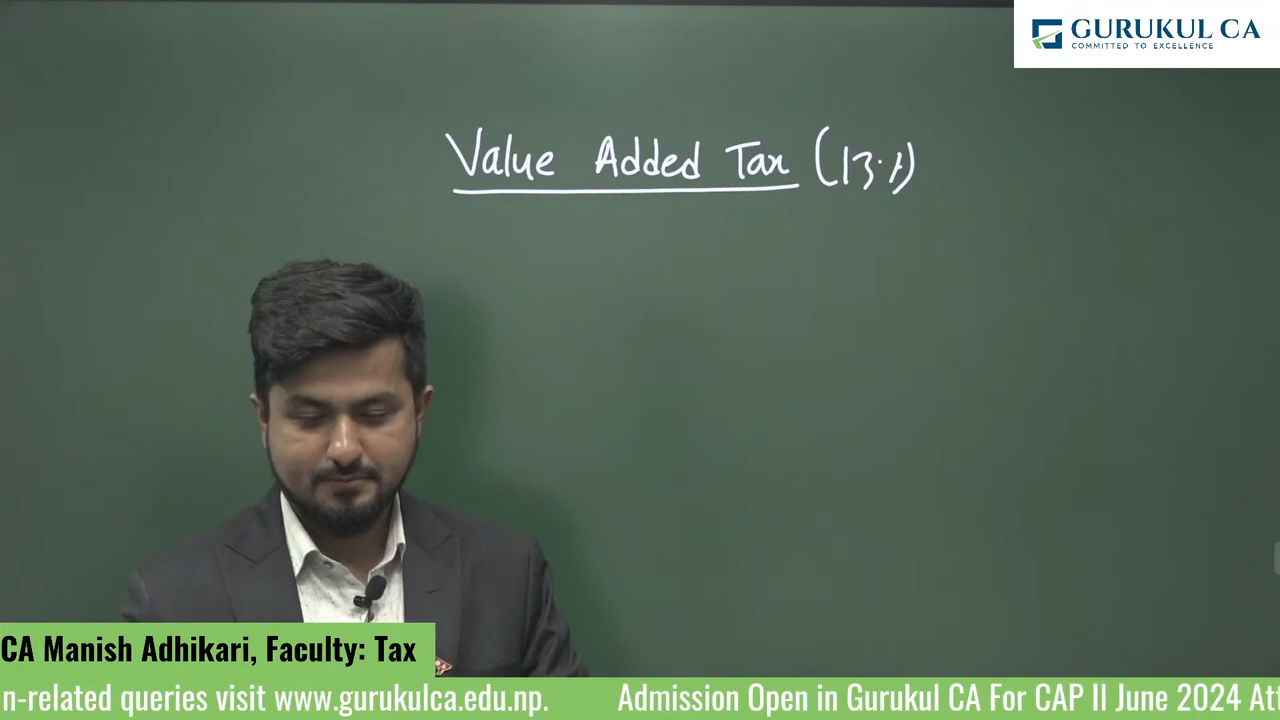 GURUKUL CA
COMMITTED TO EXCELLENCE
Value Added Tax (13%)
CA Manish Adhikari, Faculty: Tax
n-related queries visit www.gurukulca.edu.np. Admission Open in Gurukul CA For CAP II June 2024 Att